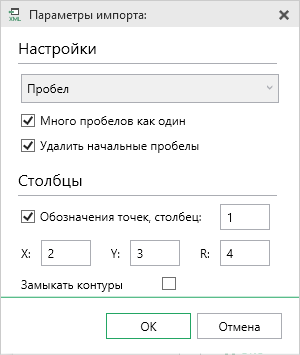 XML Параметры импорта:
Настройки
Пробел
Много пробелов как один
Удалить начальные пробелы
Столбцы
Обозначения точек, столбец: 1
X: 2 Y: 3 R: 4
Замыкать контуры
OK Отмена